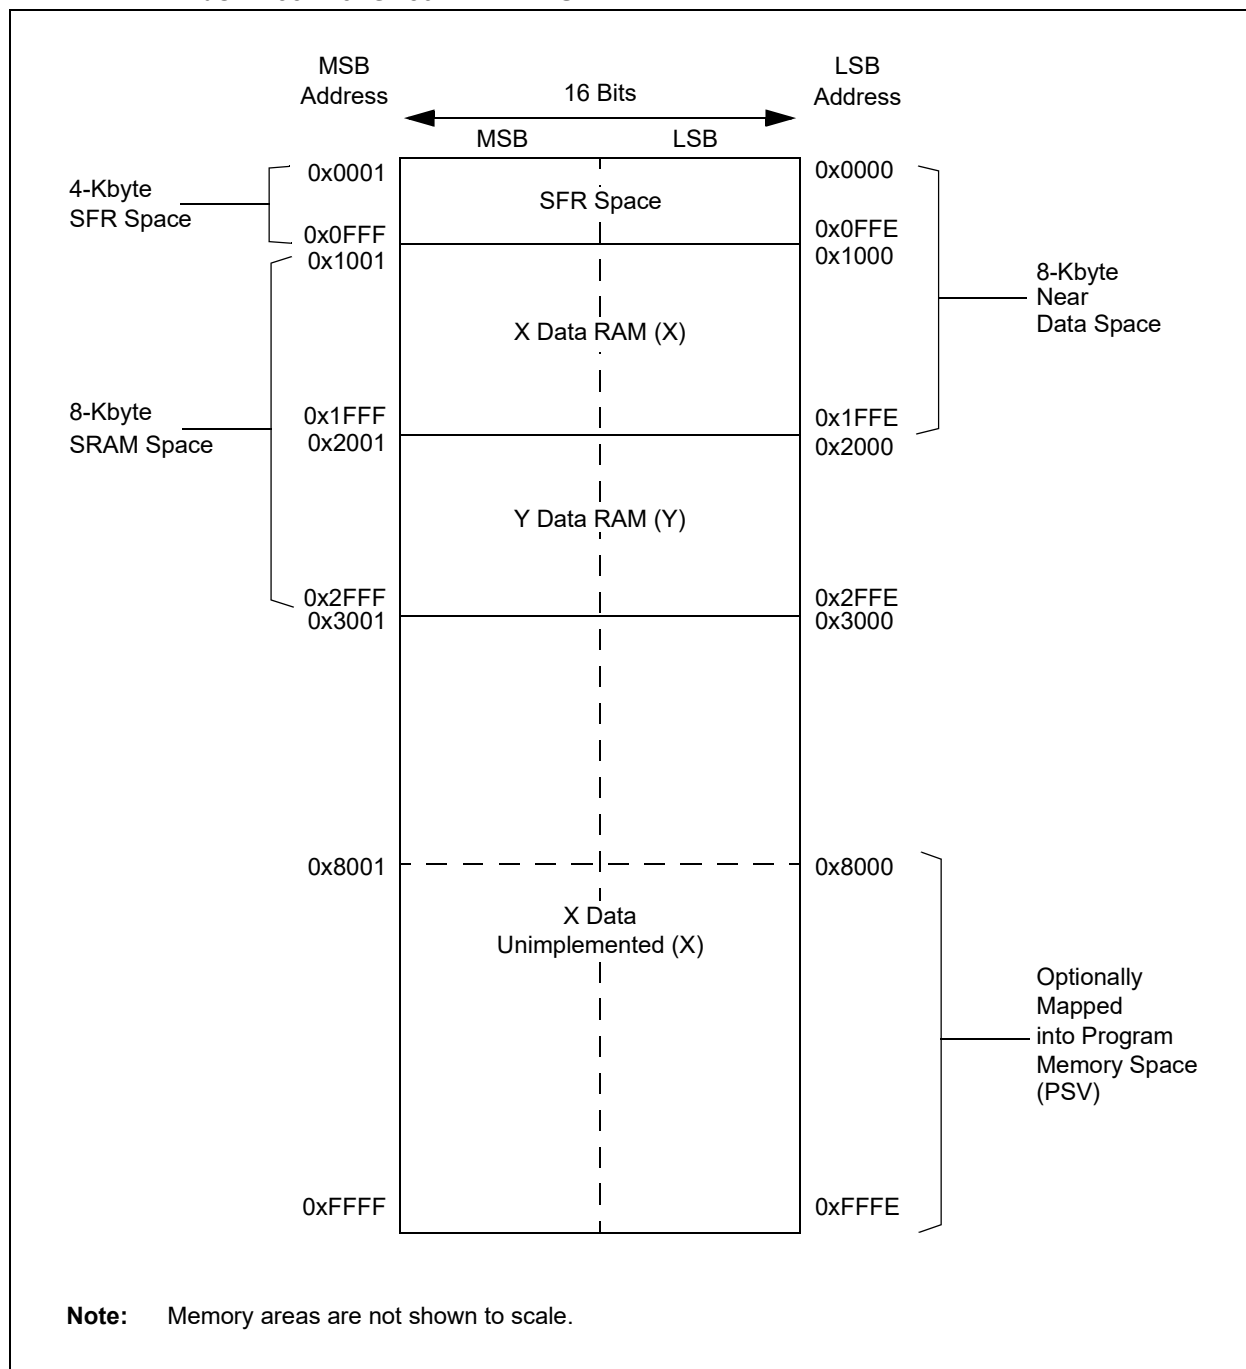 MSB
Address
16 Bits
LSB
Address
MSB
LSB
0x0001
0x0000
4-Kbyte
SFR Space
SFR Space
0x0FFF
0x0FFE
0x1001
0x1000
8-Kbyte
Near
Data Space
X Data RAM (X)
8-Kbyte
SRAM Space
0x1FFF
0x1FFE
0x2001
0x2000
Y Data RAM (Y)
0x2FFF
0x2FFE
0x3001
0x3000
0x8001
0x8000
X Data
Unimplemented (X)
Optionally
Mapped
into Program
Memory Space
(PSV)
0xFFFF
0xFFFE
Note: Memory areas are not shown to scale.